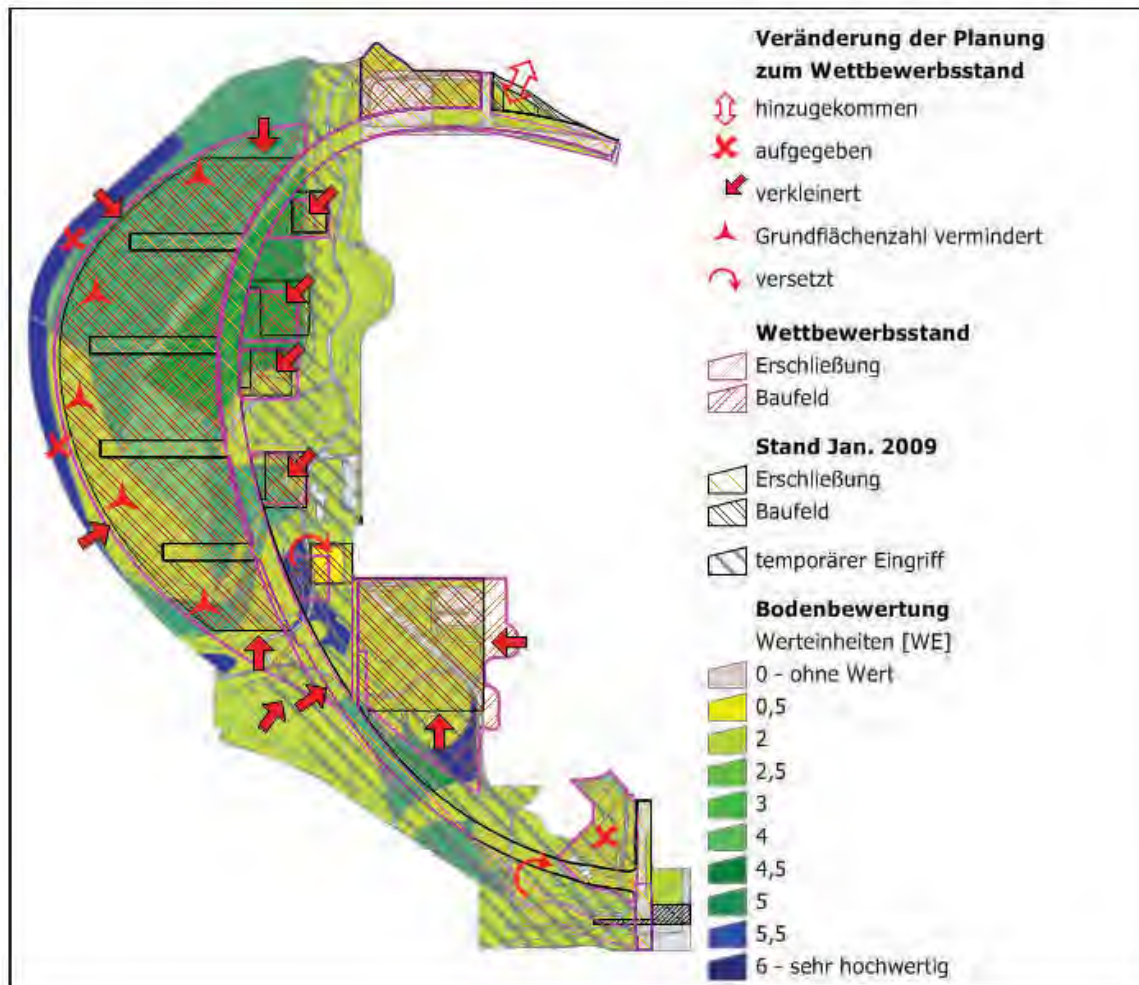 Veränderung der Planung
zum Wettbewerbsstand
hinzugekommen
aufgegeben
verkleinert
Grundflächenzahl vermindert
versetzt
Wettbewerbsstand
Erschließung
Baufeld
Stand Jan. 2009
Erschließung
Baufeld
temporärer Eingriff
Bodenbewertung
Werteinheiten [WE]
0 - ohne Wert
0,5
2
2,5
3
4
4,5
5
5,5
6 - sehr hochwertig